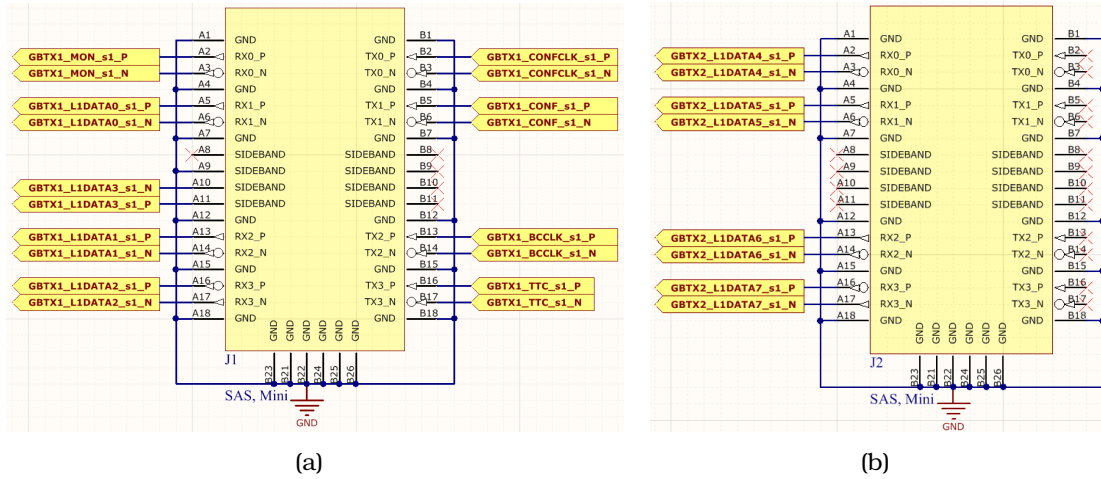 A1 GND GND B1
GBTX1_MON_s1_P A2 RX0_P TX0_P B2 GBTX1_CONFCLK_s1_P
GBTX1_MON_s1_N A3 RX0_N TX0_N B3 GBTX1_CONFCLK_s1_N
A4 GND GND B4
GBTX1_L1DATA0_s1_P A5 RX1_P TX1_P B5 GBTX1_CONF_s1_P
GBTX1_L1DATA0_s1_N A6 RX1_N TX1_N B6 GBTX1_CONF_s1_N
A7 GND GND B7
A8 SIDEBAND SIDEBAND B8
A9 SIDEBAND SIDEBAND B9
GBTX1_L1DATA3_s1_N A10 SIDEBAND SIDEBAND B10
GBTX1_L1DATA3_s1_P A11 SIDEBAND SIDEBAND B11
A12 GND GND B12
GBTX1_L1DATA1_s1_P A13 RX2_P TX2_P B13 GBTX1_BCCLK_s1_P
GBTX1_L1DATA1_s1_N A14 RX2_N TX2_N B14 GBTX1_BCCLK_s1_N
A15 GND GND B15
GBTX1_L1DATA2_s1_P A16 RX3_P TX3_P B16 GBTX1_TTC_s1_P
GBTX1_L1DATA2_s1_N A17 RX3_N TX3_N B17 GBTX1_TTC_s1_N
A18 GND GND B18
GND GND GND GND GND GND
J1
B23 B21 B22 B24 B25 B26
SAS, Mini
GND
(a)
A1 GND GND B1
GBTX2_L1DATA4_s1_P A2 RX0_P TX0_P B2
GBTX2_L1DATA4_s1_N A3 RX0_N TX0_N B3
A4 GND GND B4
GBTX2_L1DATA5_s1_P A5 RX1_P TX1_P B5
GBTX2_L1DATA5_s1_N A6 RX1_N TX1_N B6
A7 GND GND B7
A8 SIDEBAND SIDEBAND B8
A9 SIDEBAND SIDEBAND B9
A10 SIDEBAND SIDEBAND B10
A11 SIDEBAND SIDEBAND B11
A12 GND GND B12
GBTX2_L1DATA6_s1_P A13 RX2_P TX2_P B13
GBTX2_L1DATA6_s1_N A14 RX2_N TX2_N B14
A15 GND GND B15
GBTX2_L1DATA7_s1_P A16 RX3_P TX3_P B16
GBTX2_L1DATA7_s1_N A17 RX3_N TX3_N B17
A18 GND GND B18
GND GND GND GND GND GND
J2
B23 B21 B22 B24 B25 B26
SAS, Mini
GND
(b)